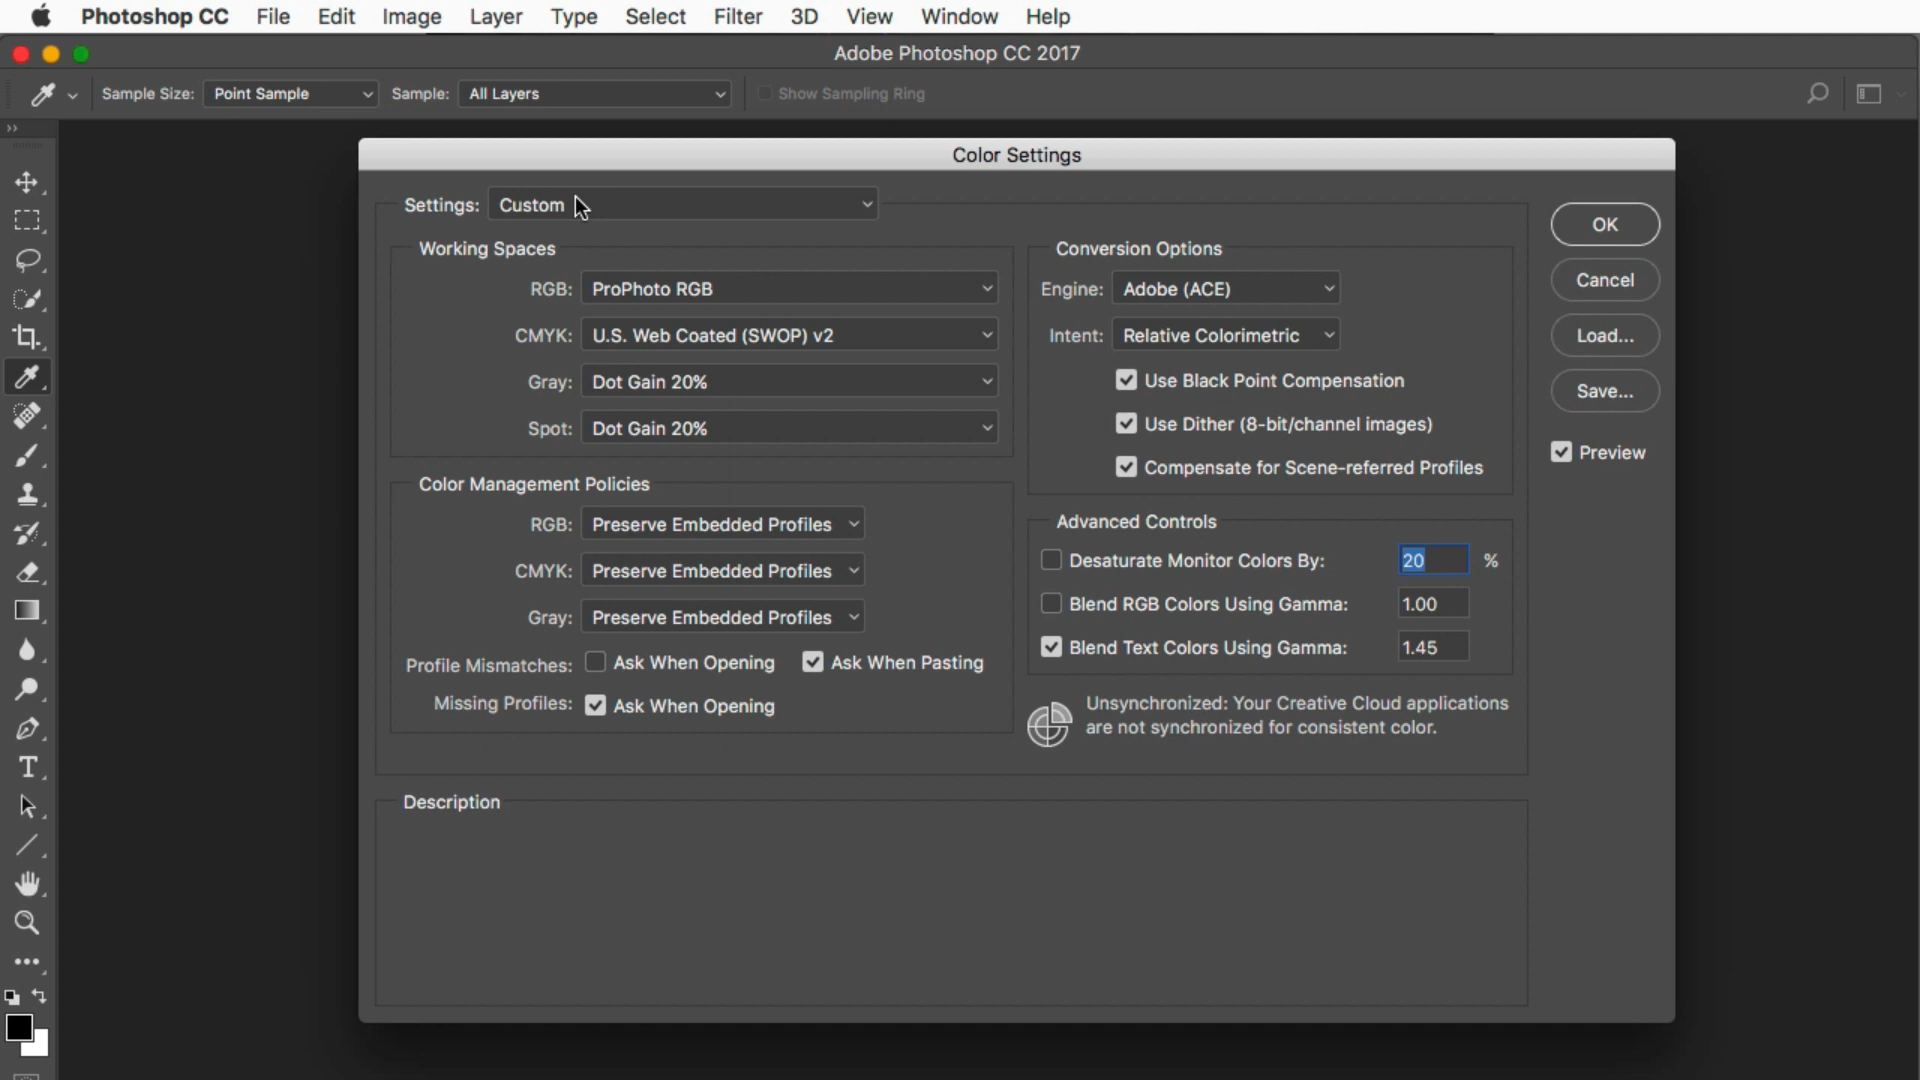 Photoshop CC File Edit Image Layer Type Select Filter 3D View Window Help
Adobe Photoshop CC 2017
Sample Size: Point Sample Sample: All Layers Show Sampling Ring
Color Settings
Settings: Custom
OK
Cancel
Load...
Save...
Preview
Working Spaces
RGB: ProPhoto RGB
CMYK: U.S. Web Coated (SWOP) v2
Gray: Dot Gain 20%
Spot: Dot Gain 20%
Conversion Options
Engine: Adobe (ACE)
Intent: Relative Colorimetric
Use Black Point Compensation
Use Dither (8-bit/channel images)
Compensate for Scene-referred Profiles
Color Management Policies
RGB: Preserve Embedded Profiles
CMYK: Preserve Embedded Profiles
Gray: Preserve Embedded Profiles
Profile Mismatches: Ask When Opening Ask When Pasting
Missing Profiles: Ask When Opening
Advanced Controls
Desaturate Monitor Colors By: 20 %
Blend RGB Colors Using Gamma: 1.00
Blend Text Colors Using Gamma: 1.45
Unsynchronized: Your Creative Cloud applications
are not synchronized for consistent color.
Description